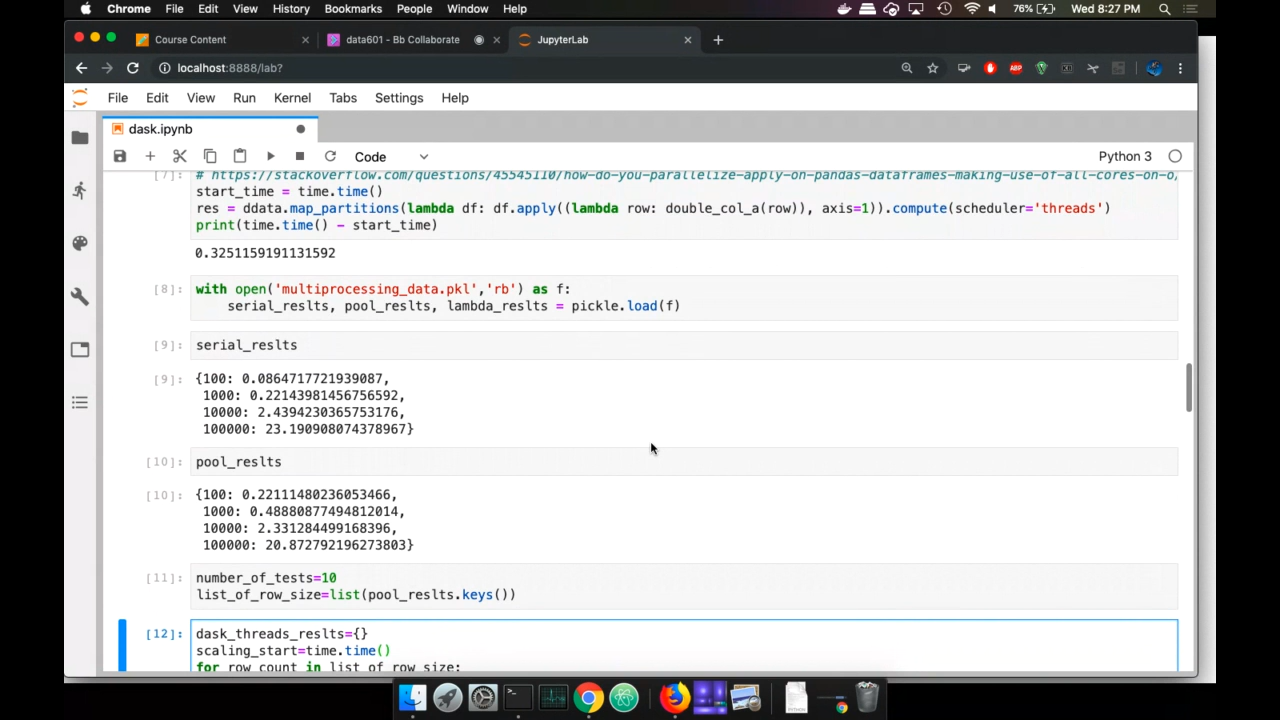 Chrome File Edit View History Bookmarks People Window Help 76% Wed 8:27 PM
Course Content data601 - Bb Collaborate JupyterLab
localhost:8888/lab?
File Edit View Run Kernel Tabs Settings Help
dask.ipynb
Code Python 3
[7]: # https://stackoverflow.com/questions/45545110/how-do-you-parallelize-apply-on-pandas-dataframes-making-use-of-all-cores-on-o
start_time = time.time()
res = ddata.map_partitions(lambda df: df.apply((lambda row: double_col_a(row)), axis=1)).compute(scheduler='threads')
print(time.time() - start_time)
0.3251159191131592
[8]: with open('multiprocessing_data.pkl','rb') as f:
serial_reslts, pool_reslts, lambda_reslts = pickle.load(f)
[9]: serial_reslts
[9]: {100: 0.0864717721939087,
1000: 0.22143981456756592,
10000: 2.4394230365753176,
100000: 23.190908074378967}
[10]: pool_reslts
[10]: {100: 0.22111480236053466,
1000: 0.48880877494812014,
10000: 2.331284499168396,
100000: 20.872792196273803}
[11]: number_of_tests=10
list_of_row_size=list(pool_reslts.keys())
[12]: dask_threads_reslts={}
scaling_start=time.time()
for row_count in list_of_row_size: